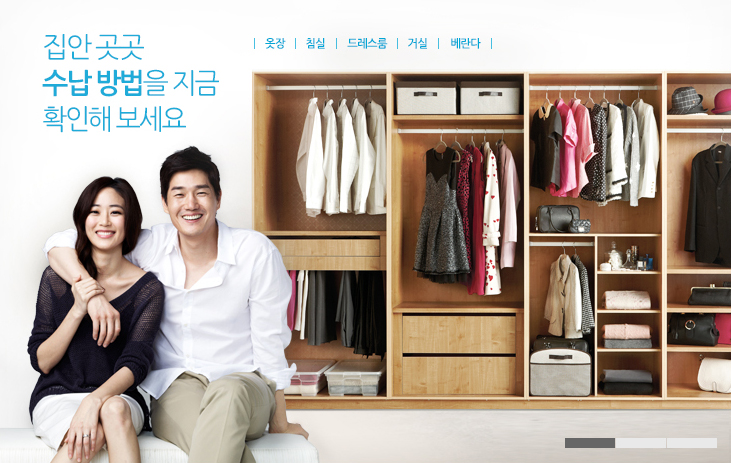 집안 곳곳
수납 방법을 지금
확인해 보세요
| 옷장 | 침실 | 드레스룸 | 거실 | 베란다 |